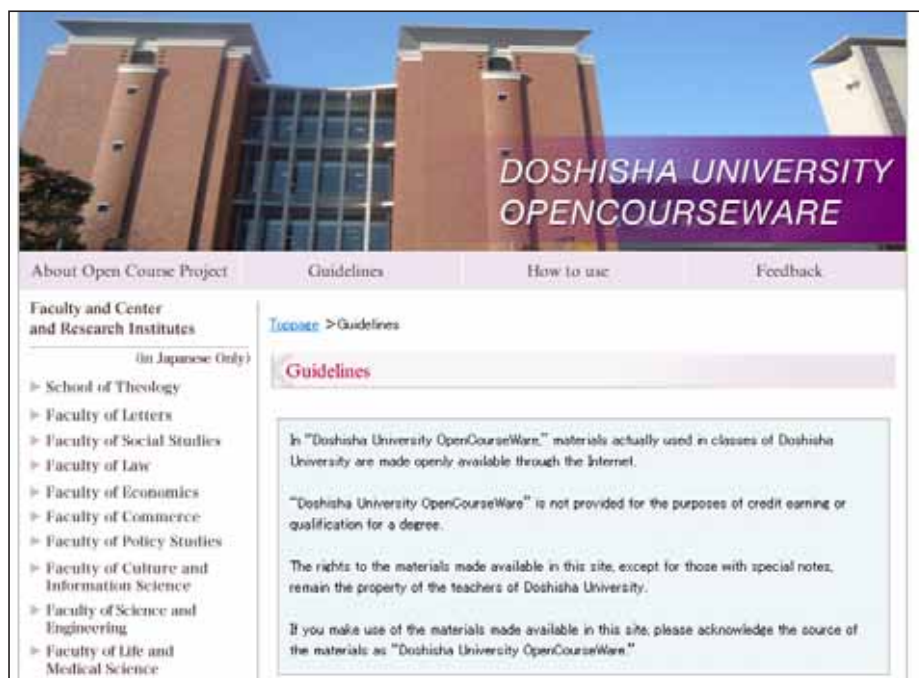 DOSHISHA UNIVERSITY
OPENCOURSEWARE
About Open Course Project
Guidelines
How to use
Feedback
Faculty and Center
and Research Institutes
(in Japanese Only)
School of Theology
Faculty of Letters
Faculty of Social Studies
Faculty of Law
Faculty of Economics
Faculty of Commerce
Faculty of Policy Studies
Faculty of Culture and
Information Science
Faculty of Science and
Engineering
Faculty of Life and
Medical Science
Toppage >Guidelines
Guidelines
In "Doshisha University OpenCourseWare," materials actually used in classes of Doshisha
University are made openly available through the Internet.
"Doshisha University OpenCourseWare" is not provided for the purposes of credit earning or
qualification for a degree.
The rights to the materials made available in this site, except for those with special notes,
remain the property of the teachers of Doshisha University.
If you make use of the materials made available in this site, please acknowledge the source of
the materials as "Doshisha University OpenCourseWare."